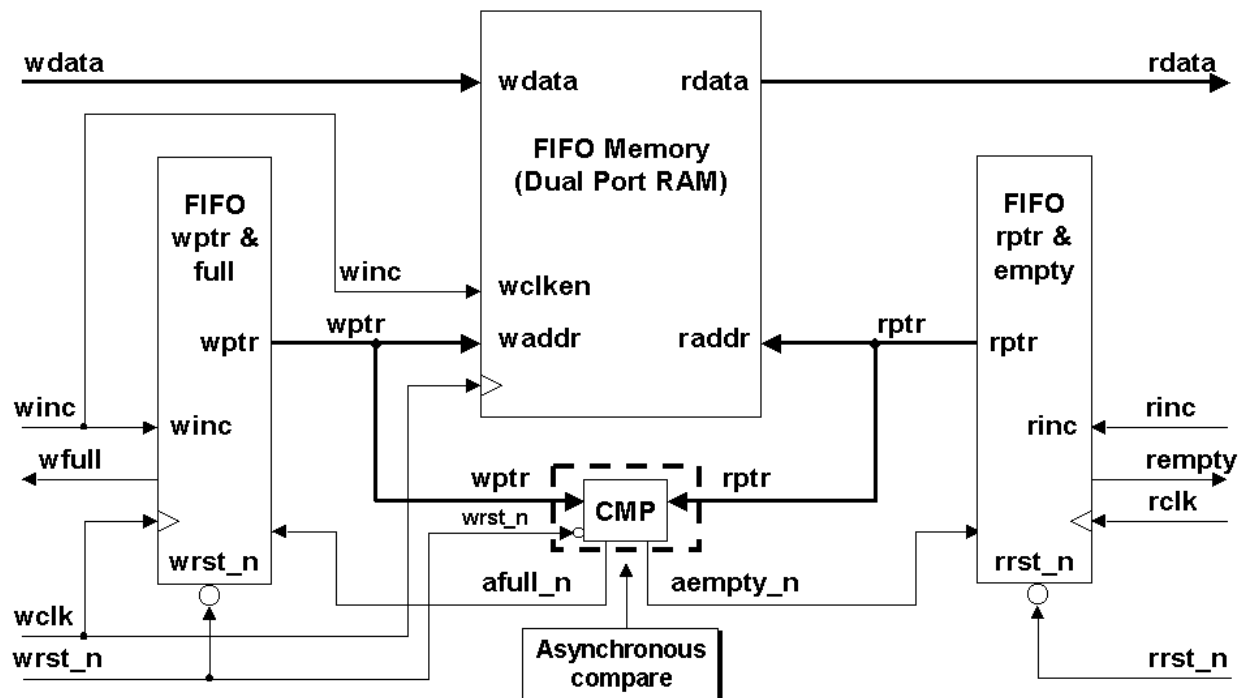 wdata
rdata
wdata
rdata
FIFO Memory
(Dual Port RAM)
FIFO
wptr &
full
FIFO
rptr &
empty
winc
wclken
wptr
wptr
waddr
raddr
rptr
rptr
winc
winc
rinc
rinc
wfull
rempty
wptr
rptr
CMP
wrst_n
rclk
wrst_n
rrst_n
afull_n
aempty_n
wclk
wrst_n
rrst_n
Asynchronous
compare